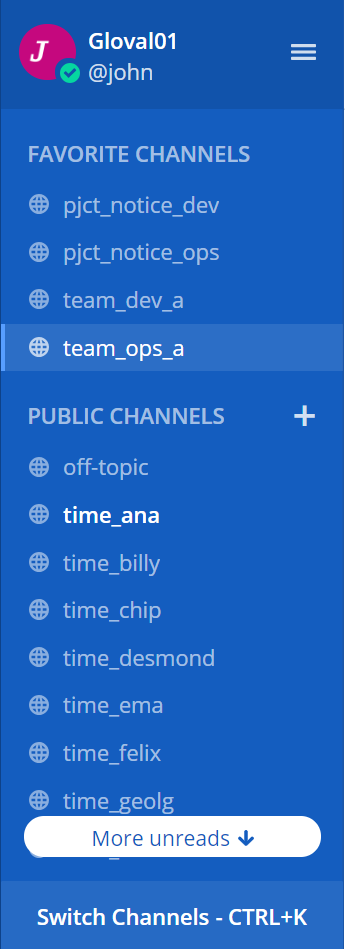 J
Gloval01
@john
FAVORITE CHANNELS
pjct_notice_dev
pjct_notice_ops
team_dev_a
team_ops_a
PUBLIC CHANNELS
off-topic
time_ana
time_billy
time_chip
time_desmond
time_ema
time_felix
time_geolg
More unreads
Switch Channels - CTRL+K